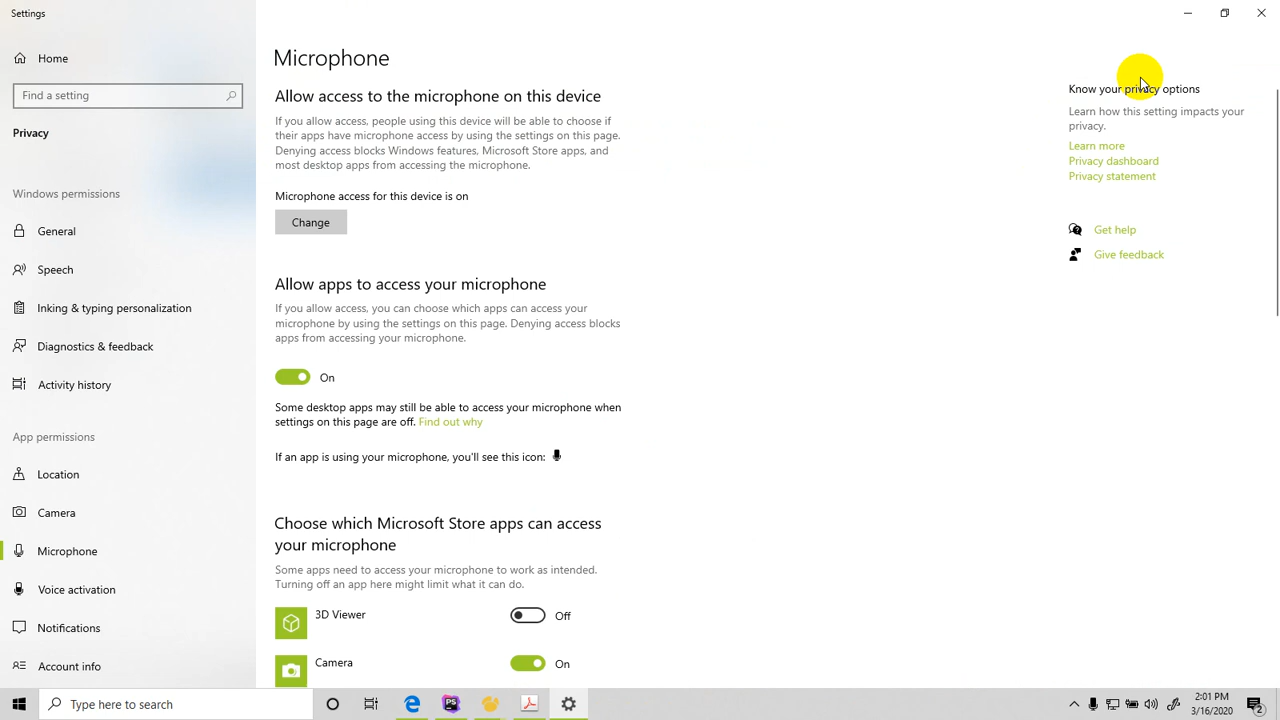 Settings
Home
Find a setting
Privacy
Windows permissions
General
Speech
Inking & typing personalization
Diagnostics & feedback
Activity history
App permissions
Location
Camera
Microphone
Voice activation
Notifications
Account info
Microphone
Allow access to the microphone on this device
If you allow access, people using this device will be able to choose if
their apps have microphone access by using the settings on this page.
Denying access blocks Windows features, Microsoft Store apps, and
most desktop apps from accessing the microphone.
Microphone access for this device is on
Change
Allow apps to access your microphone
If you allow access, you can choose which apps can access your
microphone by using the settings on this page. Denying access blocks
apps from accessing your microphone.
On
Some desktop apps may still be able to access your microphone when
settings on this page are off. Find out why
If an app is using your microphone, you'll see this icon:
Choose which Microsoft Store apps can access
your microphone
Some apps need to access your microphone to work as intended.
Turning off an app here might limit what it can do.
3D Viewer
Off
Camera
On
Know your privacy options
Learn how this setting impacts your
privacy.
Learn more
Privacy dashboard
Privacy statement
Get help
Give feedback
Type here to search
PS
2:01 PM
3/16/2020
2